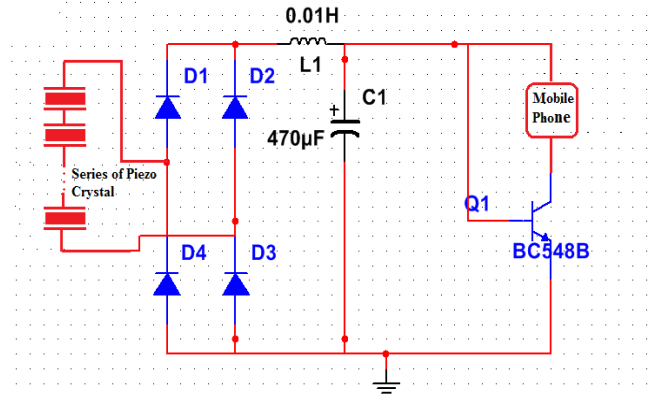 0.01H
L1
D1
D2
C1
+
470µF
Mobile
Phone
Series of Piezo
Crystal
Q1
BC548B
D4
D3